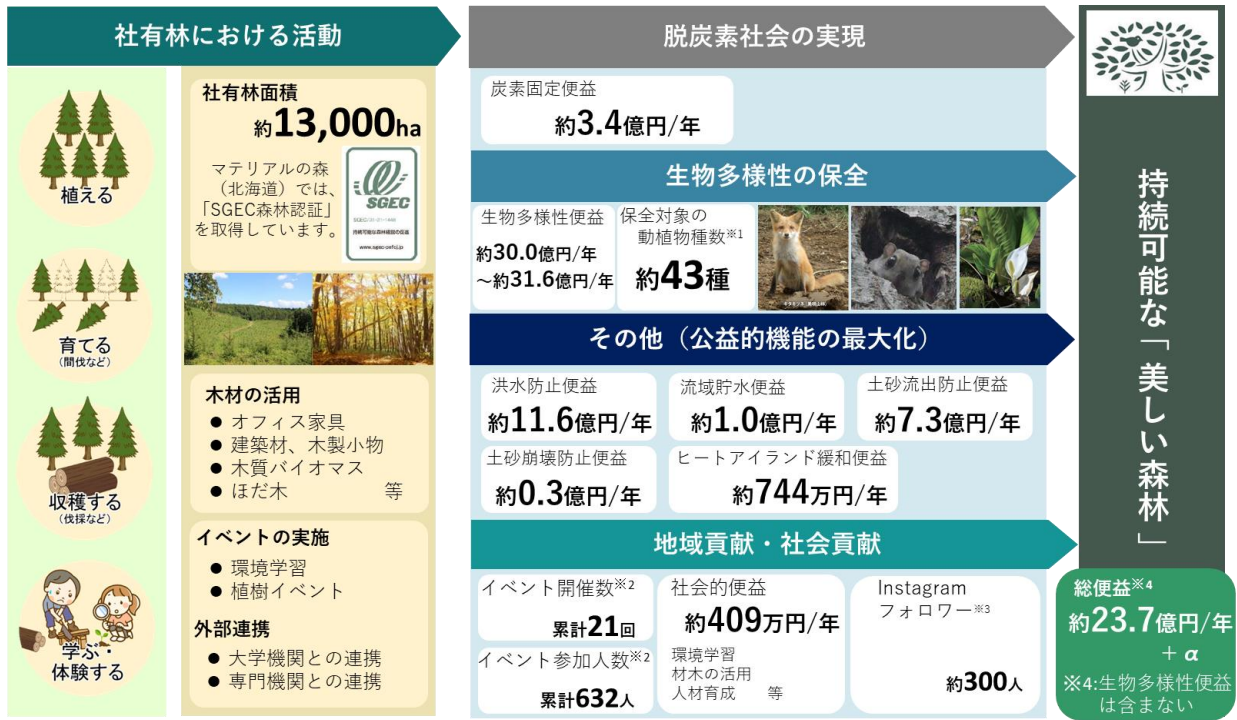 社有林における活動
植える
育てる
(間伐など)
収穫する
(伐採など)
学ぶ・
体験する
社有林面積
約13,000ha
マテリアルの森
（北海道）では、
「SGEC森林認証」
を取得しています。
SGEC
持続可能な森林経営の促進
www.sgec-pefcj.jp
木材の活用
● オフィス家具
● 建築材、木製小物
● 木質バイオマス
● ほだ木 等
イベントの実施
● 環境学習
● 植樹イベント
外部連携
● 大学機関との連携
● 専門機関との連携
脱炭素社会の実現
炭素固定便益
約3.4億円/年
生物多様性の保全
生物多様性便益
約30.0億円/年
～約31.6億円/年
保全対象の
動植物種数※1
約43種
その他（公益的機能の最大化）
洪水防止便益
約11.6億円/年
流域貯水便益
約1.0億円/年
土砂流出防止便益
約7.3億円/年
土砂崩壊防止便益
約0.3億円/年
ヒートアイランド緩和便益
約744万円/年
地域貢献・社会貢献
イベント開催数※2
累計21回
イベント参加人数※2
累計632人
社会的便益
約409万円/年
環境学習
材木の活用
人材育成 等
Instagram
フォロワー※3
約300人
持続可能な「美しい森林」
総便益※4
約23.7億円/年
＋α
※4:生物多様性便益
は含まない